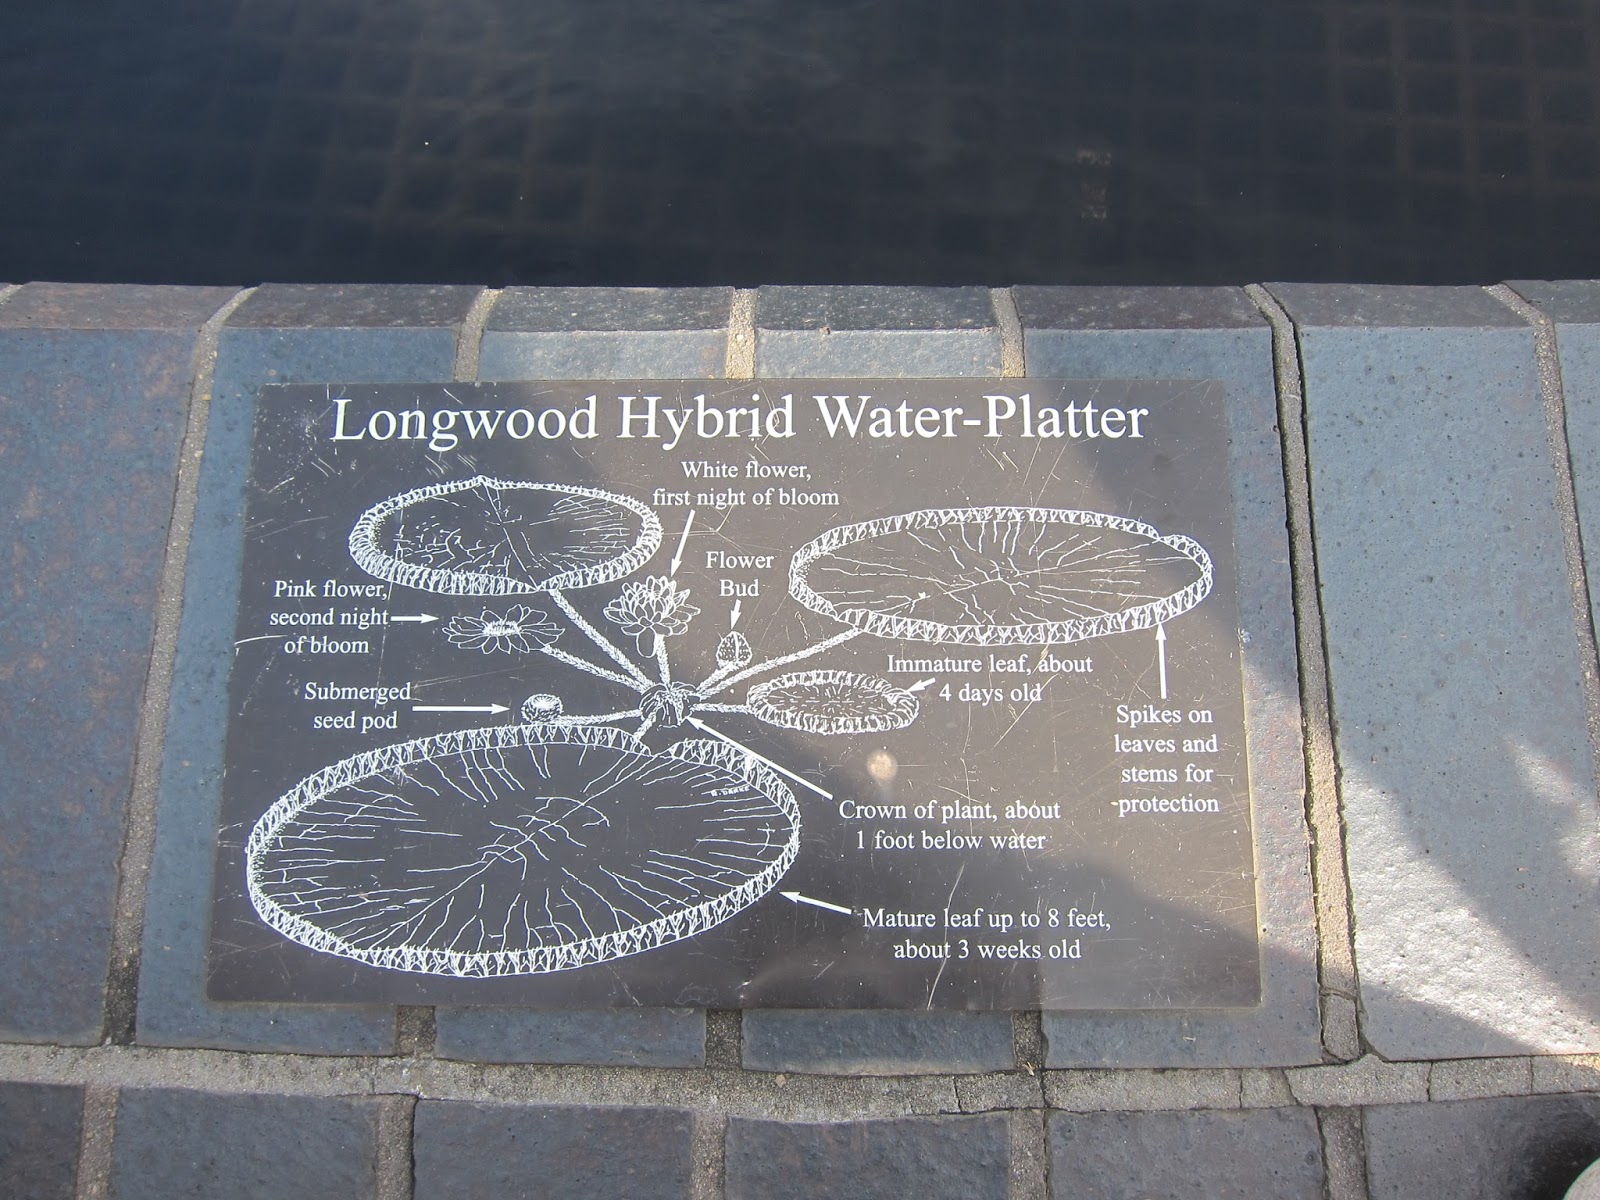 Longwood Hybrid Water-Platter
White flower,
first night of bloom
Flower
Bud
Pink flower,
second night
of bloom
Submerged
seed pod
Immature leaf, about
4 days old
Spikes on
leaves and
stems for
protection
Crown of plant, about
1 foot below water
Mature leaf up to 8 feet,
about 3 weeks old